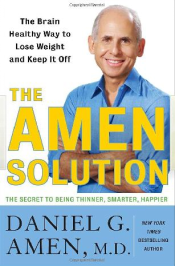 The Brain
Healthy Way to
Lose Weight
and Keep It Off
THE
AMEN
SOLUTION
THE SECRET TO BEING THINNER, SMARTER, HAPPIER
DANIEL G.
AMEN, M.D.
NEW YORK
TIMES
BESTSELLING
AUTHOR